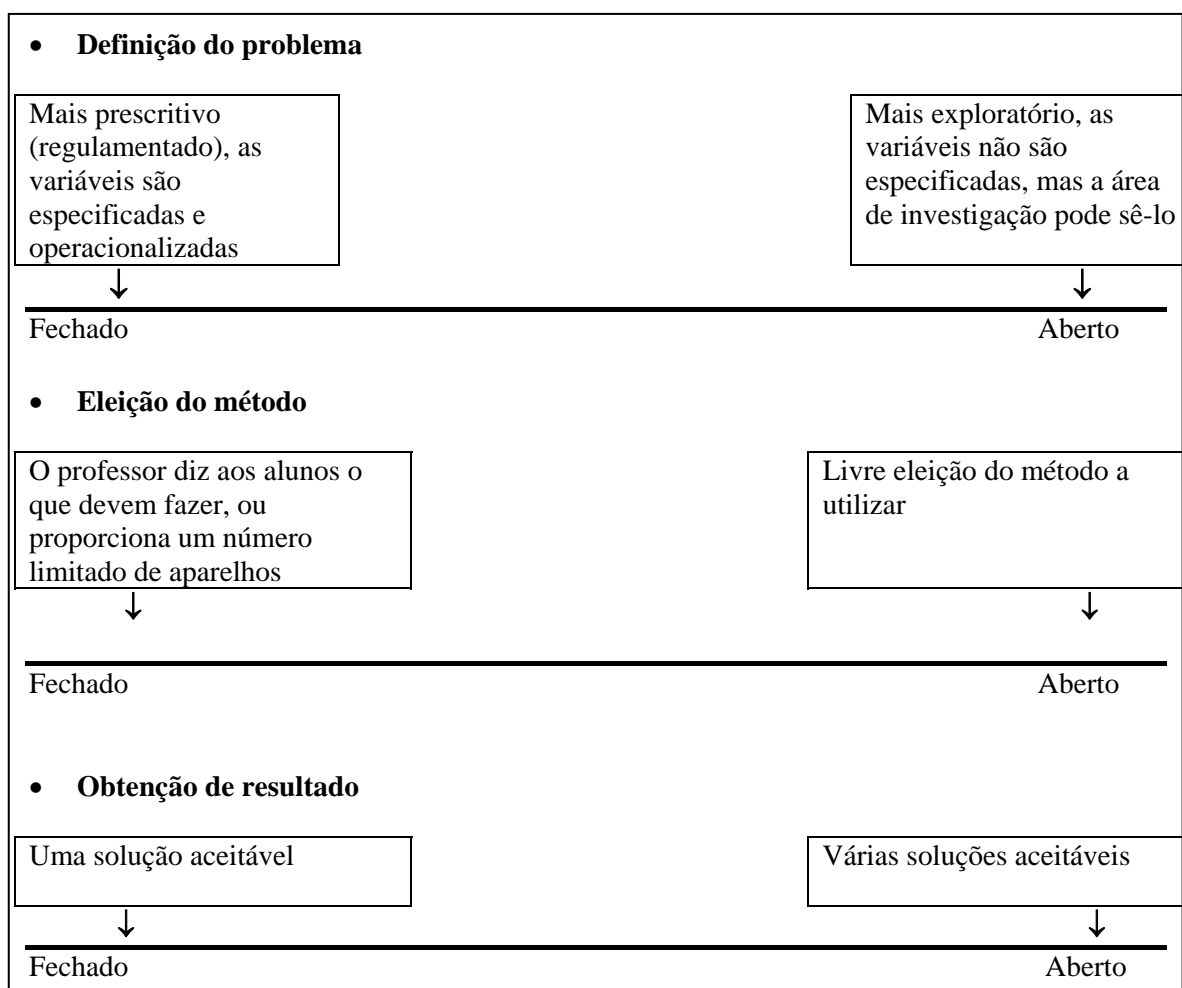 • Definição do problema
Mais prescritivo
(regulamentado), as
variáveis são
especificadas e
operacionalizadas
Mais exploratório, as
variáveis não são
especificadas, mas a área
de investigação pode sê-lo
Fechado
Aberto
• Eleição do método
O professor diz aos alunos o
que devem fazer, ou
proporciona um número
limitado de aparelhos
Livre eleição do método a
utilizar
Fechado
Aberto
• Obtenção de resultado
Uma solução aceitável
Várias soluções aceitáveis
Fechado
Aberto